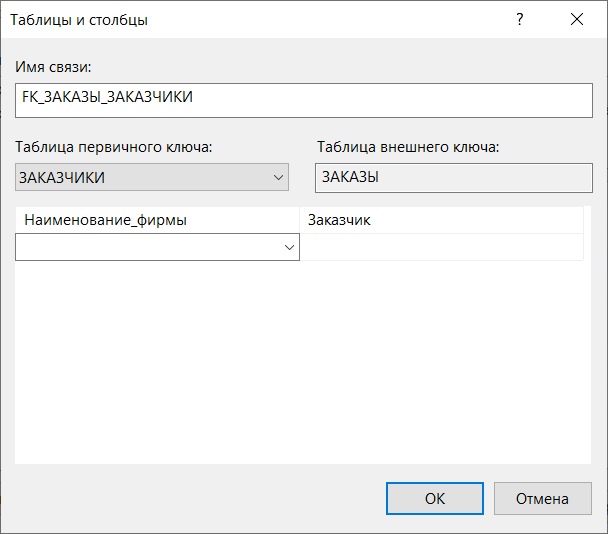 Таблицы и столбцы
?
Имя связи:
FK_ЗАКАЗЫ_ЗАКАЗЧИКИ
Таблица первичного ключа: Таблица внешнего ключа:
ЗАКАЗЧИКИ ЗАКАЗЫ
Наименование_фирмы Заказчик
OK Отмена